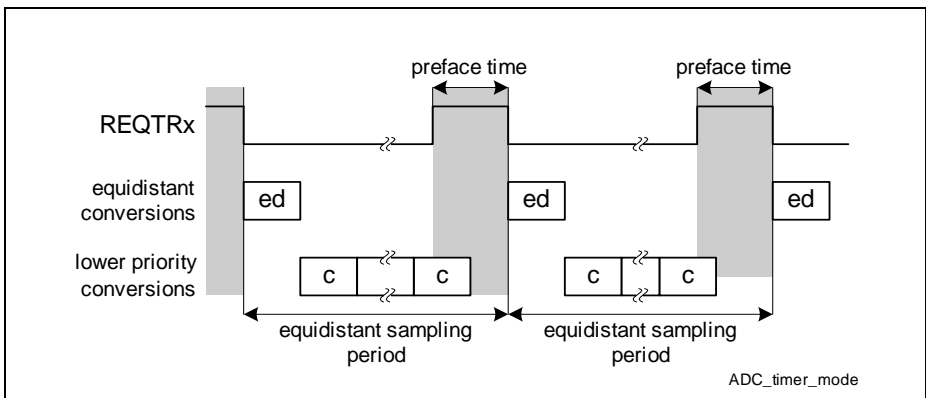 preface time
preface time
REQTRx
equidistant
conversions
ed
ed
ed
lower priority
conversions
c
c
c
c
equidistant sampling
period
equidistant sampling
period
ADC_timer_mode